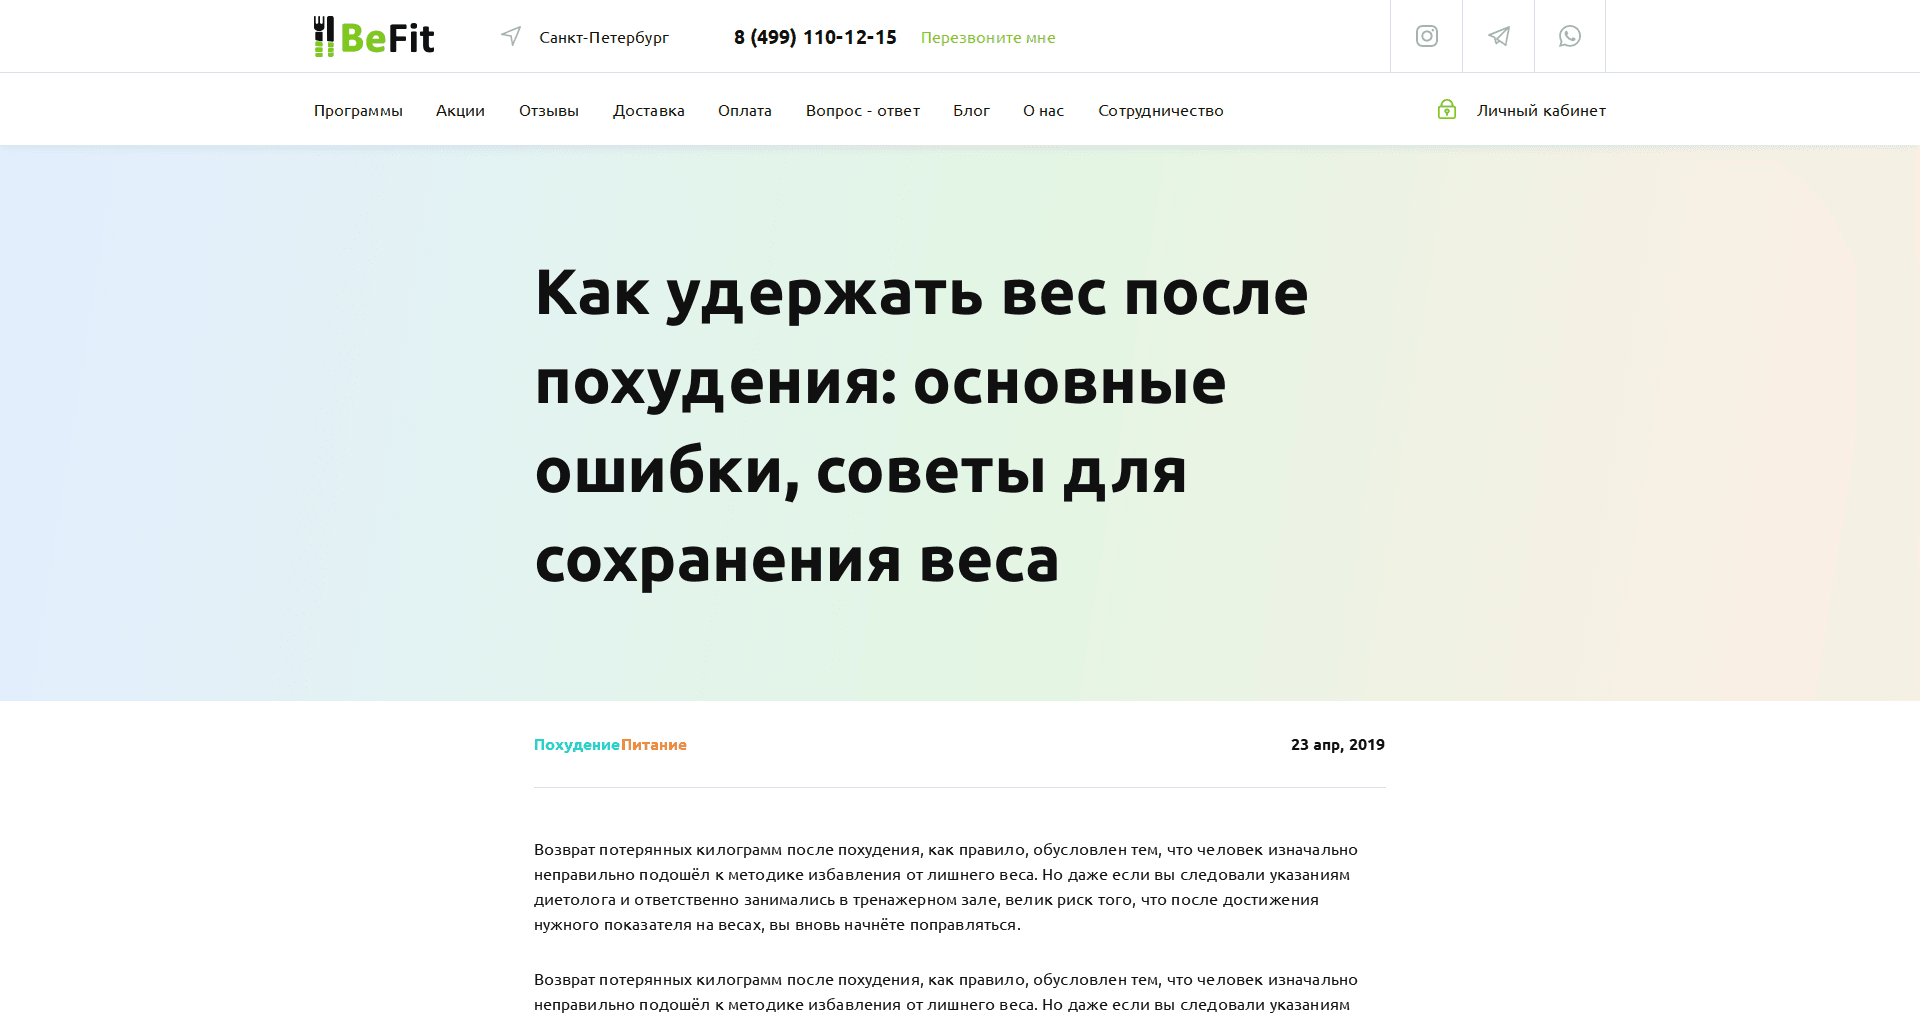 BeFit
Санкт-Петербург
8 (499) 110-12-15
Перезвоните мне
Программы
Акции
Отзывы
Доставка
Оплата
Вопрос - ответ
Блог
О нас
Сотрудничество
Личный кабинет
Как удержать вес после
похудения: основные
ошибки, советы для
сохранения веса
ПохудениеПитание
23 апр, 2019
Возврат потерянных килограмм после похудения, как правило, обусловлен тем, что человек изначально
неправильно подошёл к методике избавления от лишнего веса. Но даже если вы следовали указаниям
диетолога и ответственно занимались в тренажерном зале, велик риск того, что после достижения
нужного показателя на весах, вы вновь начнёте поправляться.
Возврат потерянных килограмм после похудения, как правило, обусловлен тем, что человек изначально
неправильно подошёл к методике избавления от лишнего веса. Но даже если вы следовали указаниям